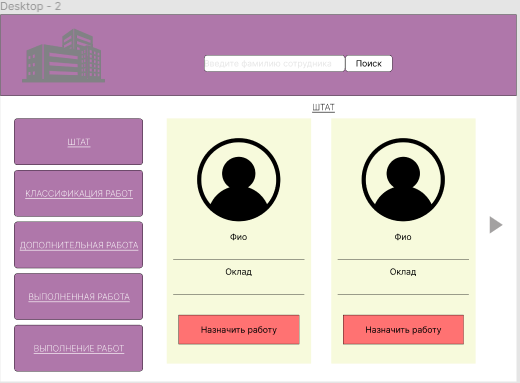 Desktop - 2
Введите фамилию сотрудника
Поиск
ШТАТ
ШТАТ
КЛАССИФИКАЦИЯ РАБОТ
ДОПОЛНИТЕЛЬНАЯ РАБОТА
ВЫПОЛНЕННАЯ РАБОТА
ВЫПОЛНЕНИЕ РАБОТ
Фио
Оклад
Назначить работу
Фио
Оклад
Назначить работу